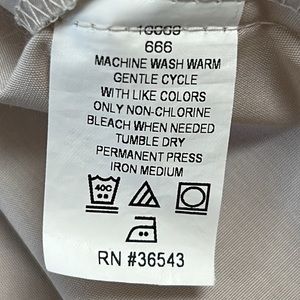 666
MACHINE WASH WARM
GENTLE CYCLE
WITH LIKE COLORS
ONLY NON-CHLORINE
BLEACH WHEN NEEDED
TUMBLE DRY
PERMANENT PRESS
IRON MEDIUM
40C
RN #36543